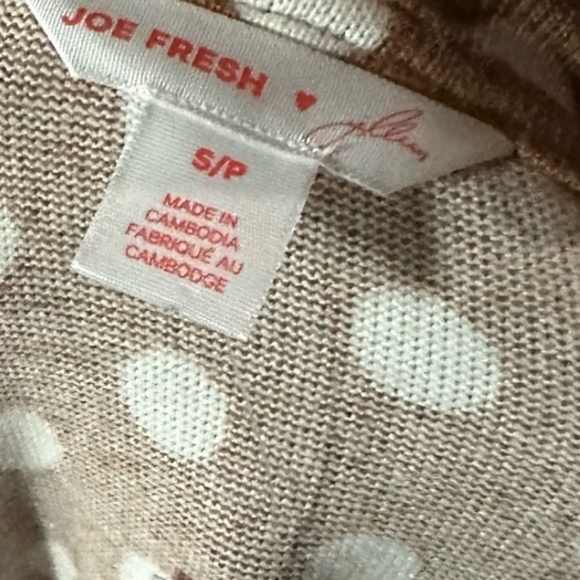 JOE FRESH ♥
S/P
MADE IN
CAMBODIA
FABRIQUÉ AU
CAMBODGE